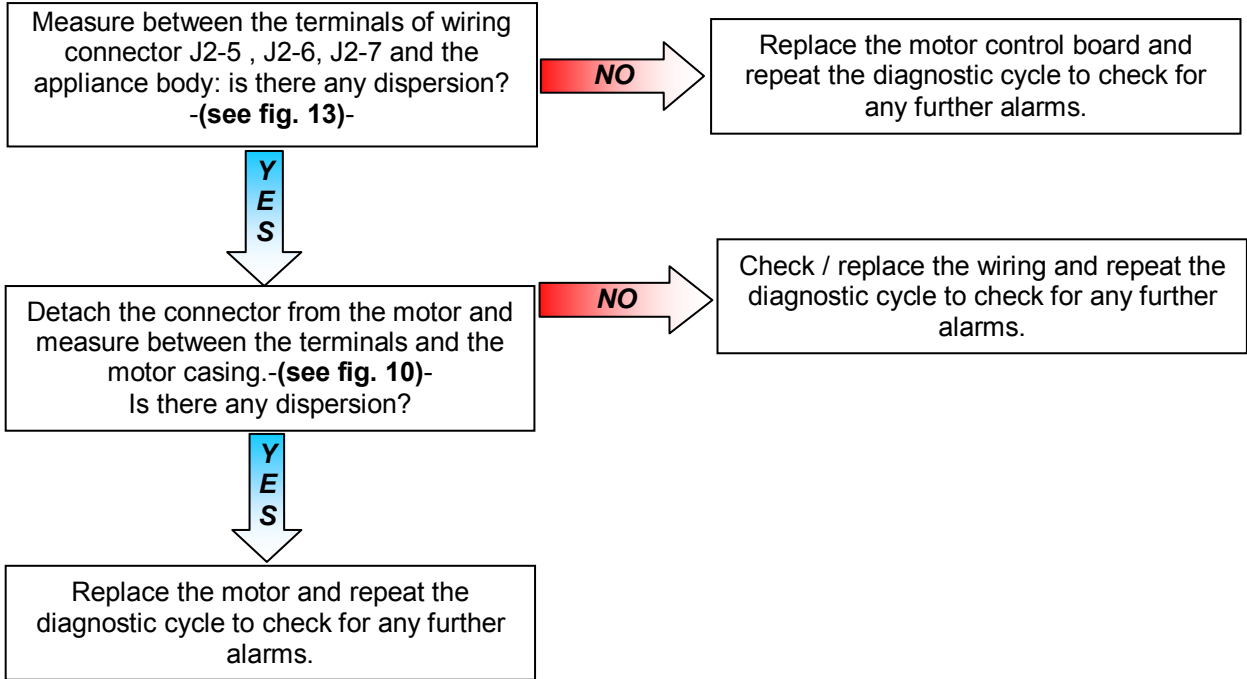 Measure between the terminals of wiring
connector J2-5 , J2-6, J2-7 and the
appliance body: is there any dispersion?
-(see fig. 13)-
NO
Replace the motor control board and
repeat the diagnostic cycle to check for
any further alarms.
YES
Detach the connector from the motor and
measure between the terminals and the
motor casing.-(see fig. 10)-
Is there any dispersion?
NO
Check / replace the wiring and repeat the
diagnostic cycle to check for any further
alarms.
YES
Replace the motor and repeat the
diagnostic cycle to check for any further
alarms.